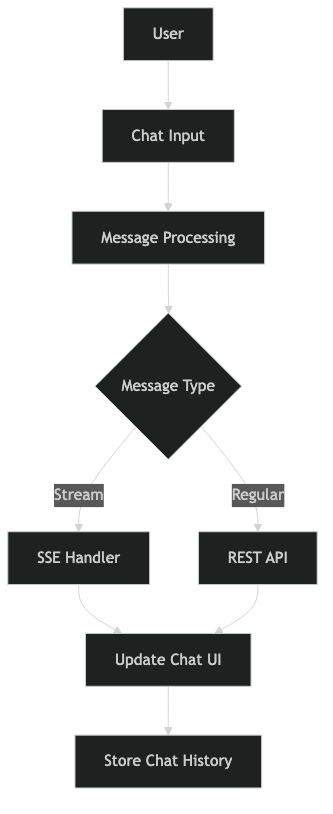 User
Chat Input
Message Processing
Message Type
Stream
Regular
SSE Handler
REST API
Update Chat UI
Store Chat History